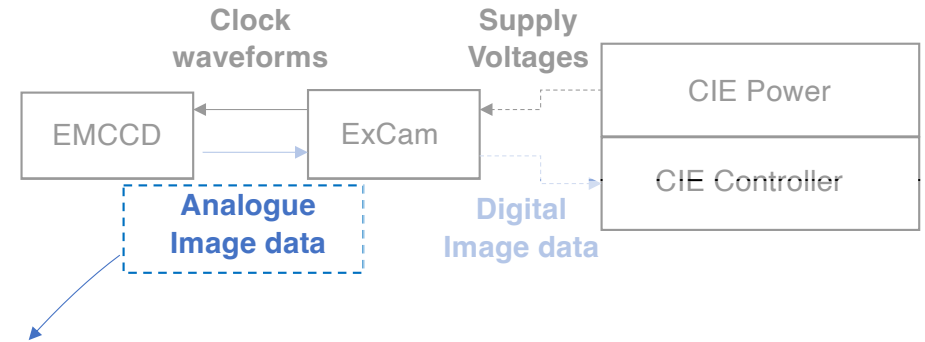 Clock
waveforms
Supply
Voltages
EMCCD
ExCam
CIE Power
CIE Controller
Analogue
Image data
Digital
Image data